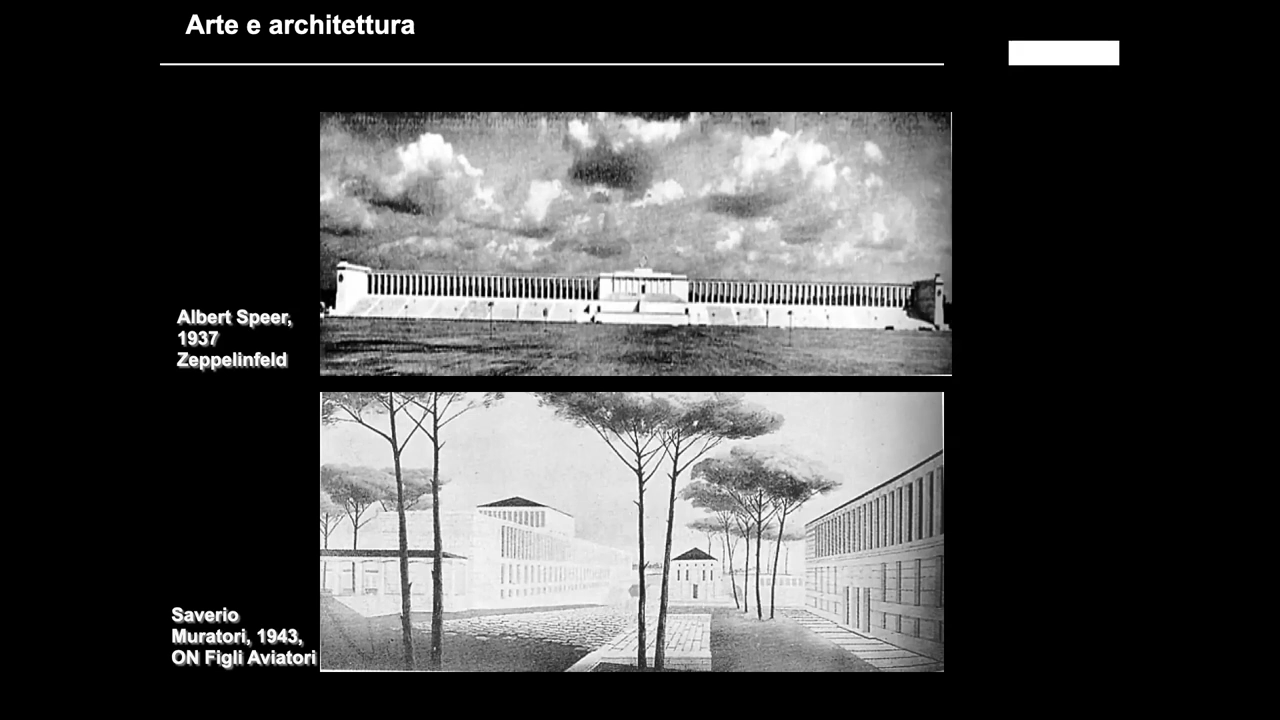 Arte e architettura
Albert Speer,
1937
Zeppelinfeld
Saverio
Muratori, 1943,
ON Figli Aviatori